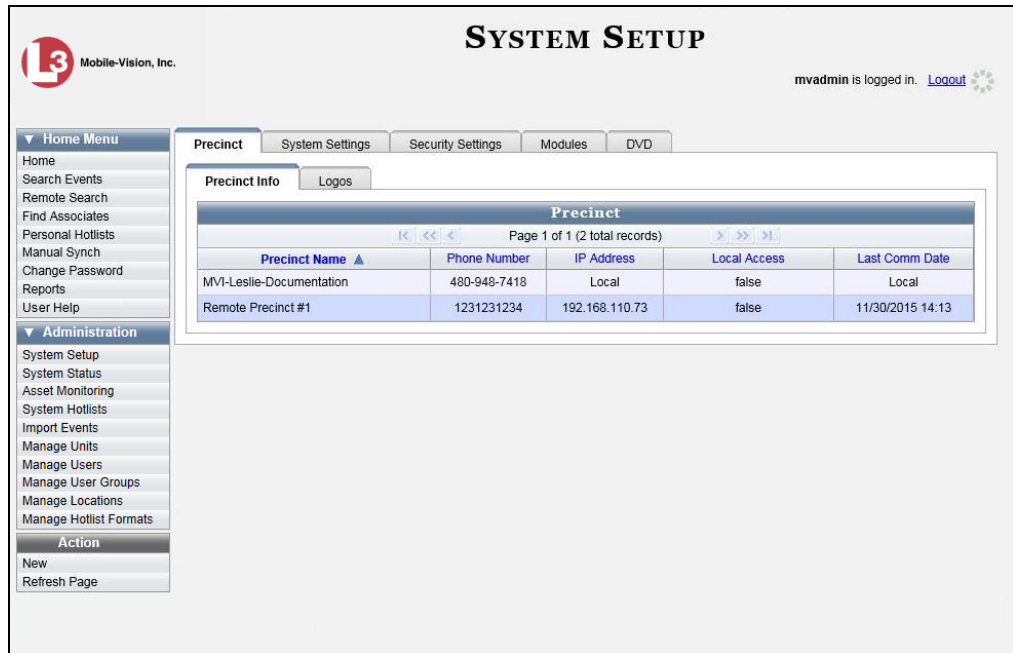 SYSTEM SETUP
L3 Mobile-Vision, Inc.
mvadmin is logged in. Logout
▼ Home Menu
Home
Search Events
Remote Search
Find Associates
Personal Hotlists
Manual Synch
Change Password
Reports
User Help
▼ Administration
System Setup
System Status
Asset Monitoring
System Hotlists
Import Events
Manage Units
Manage Users
Manage User Groups
Manage Locations
Manage Hotlist Formats
Action
New
Refresh Page
Precinct System Settings Security Settings Modules DVD
Precinct Info Logos
Precinct
|< << < Page 1 of 1 (2 total records) > >> >|
Precinct Name ▲ Phone Number IP Address Local Access Last Comm Date
MVI-Leslie-Documentation 480-948-7418 Local false Local
Remote Precinct #1 1231231234 192.168.110.73 false 11/30/2015 14:13